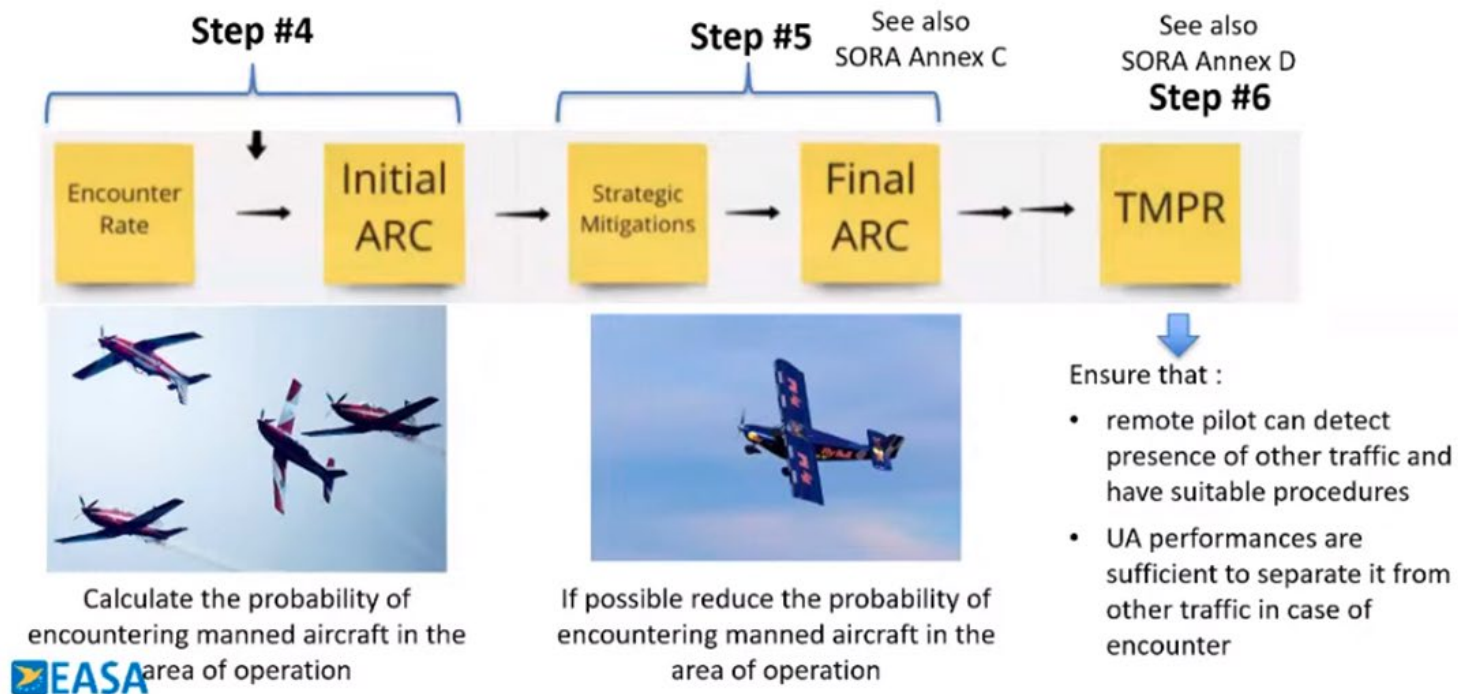 Step #4
Step #5
See also
SORA Annex C
See also
SORA Annex D
Step #6
Encounter
Rate
Initial
ARC
Strategic
Mitigations
Final
ARC
TMPR
Calculate the probability of
encountering manned aircraft in the
area of operation
If possible reduce the probability of
encountering manned aircraft in the
area of operation
Ensure that :
• remote pilot can detect
presence of other traffic and
have suitable procedures
• UA performances are
sufficient to separate it from
other traffic in case of
encounter
EASA